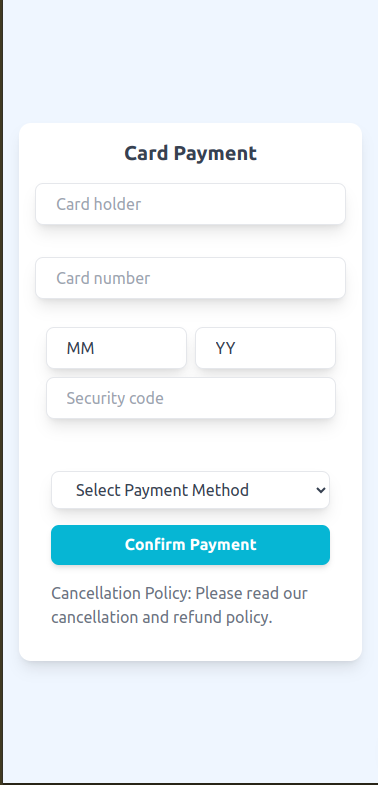 Card Payment
Card holder
Card number
MM YY
Security code
Select Payment Method
Confirm Payment
Cancellation Policy: Please read our
cancellation and refund policy.